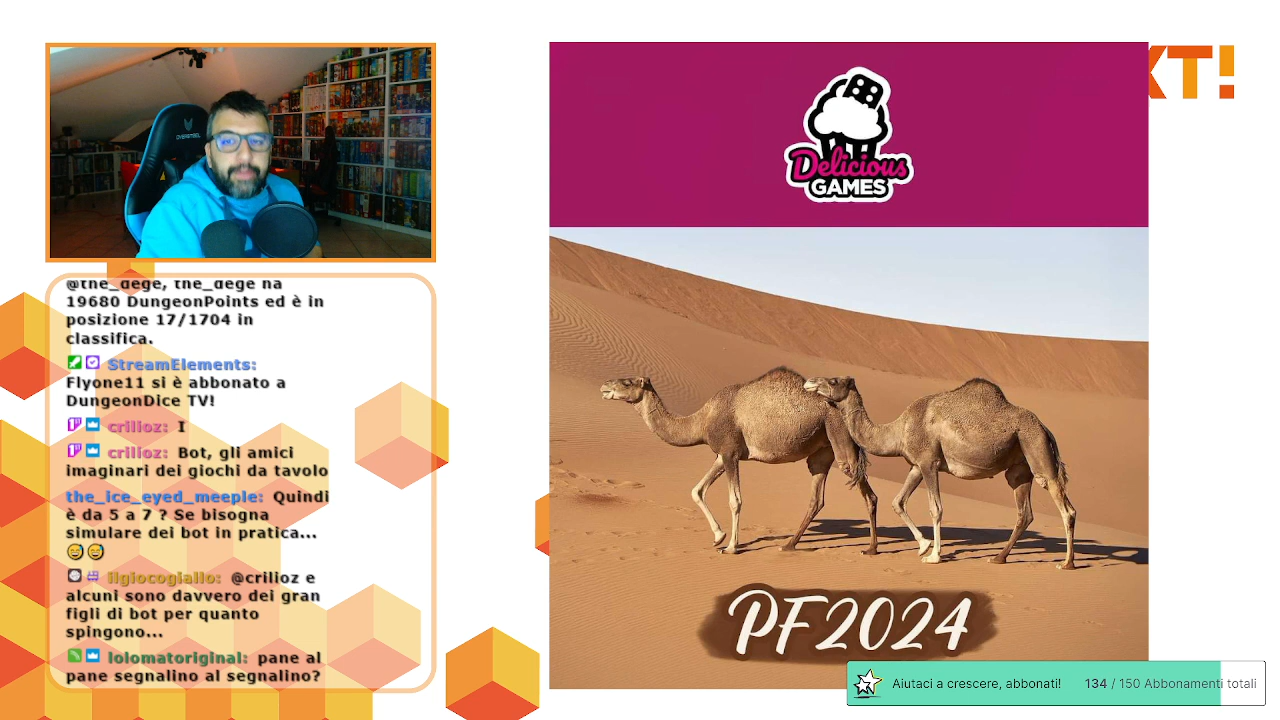 XT!
Delicious
GAMES
OVERSTEEL
@the_dege, the_dege ha
19680 DungeonPoints ed è in
posizione 17/1704 in
classifica.
StreamElements:
Flyone11 si è abbonato a
DungeonDice TV!
crilioz: I
crilioz: Bot, gli amici
imaginari dei giochi da tavolo
the_ice_eyed_meeple: Quindi
è da 5 a 7 ? Se bisogna
simulare dei bot in pratica...
😅😅
ilgiocogiallo: @crilioz e
alcuni sono davvero dei gran
figli di bot per quanto
spingono...
lolomatoriginal: pane al
pane segnalino al segnalino?
PF2024
Aiutaci a crescere, abbonati! 134 / 150 Abbonamenti totali